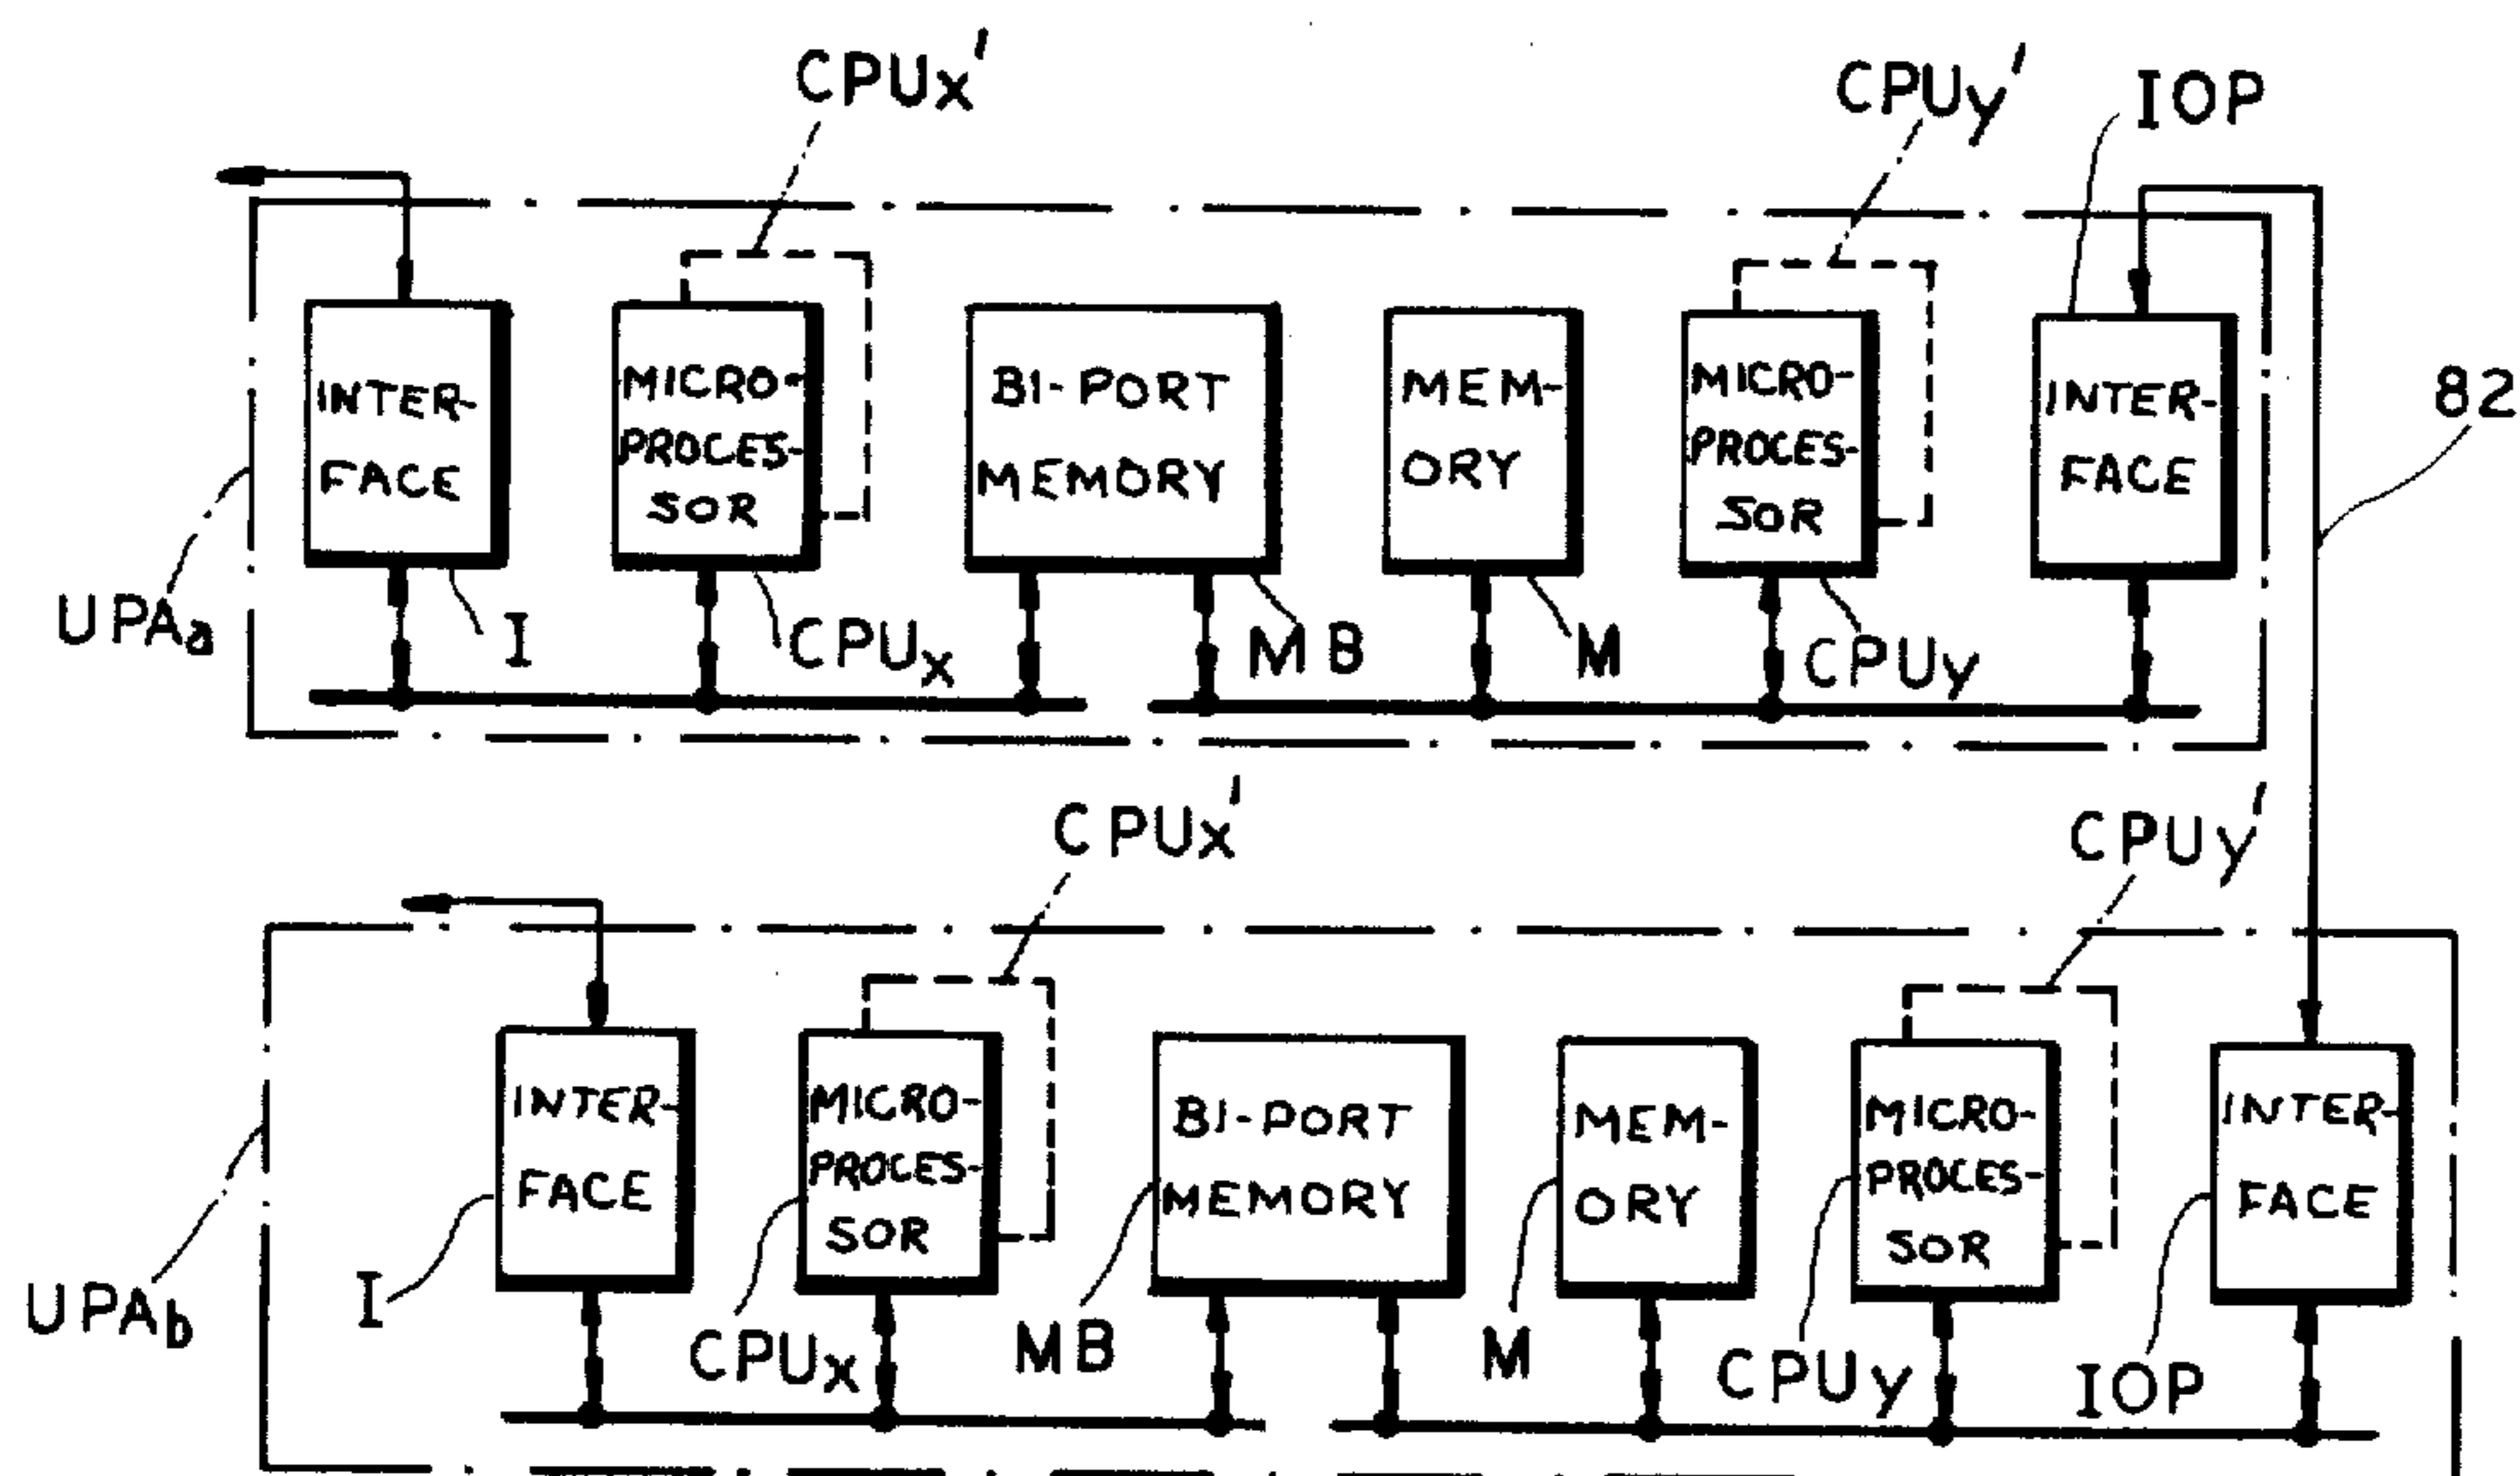 CPUx'
CPUy'
IOP
INTER-
FACE
MICRO-
PROCES-
SOR
BI-PORT
MEMORY
MEM-
ORY
MICRO-
PROCES-
SOR
INTER-
FACE
82
UPAa
I
CPUx
MB
M
CPUy
CPUx'
CPUy'
INTER-
FACE
MICRO-
PROCES-
SOR
BI-PORT
MEMORY
MEM-
ORY
MICRO-
PROCES-
SOR
INTER-
FACE
UPAb
I
CPUx
MB
M
CPUy
IOP